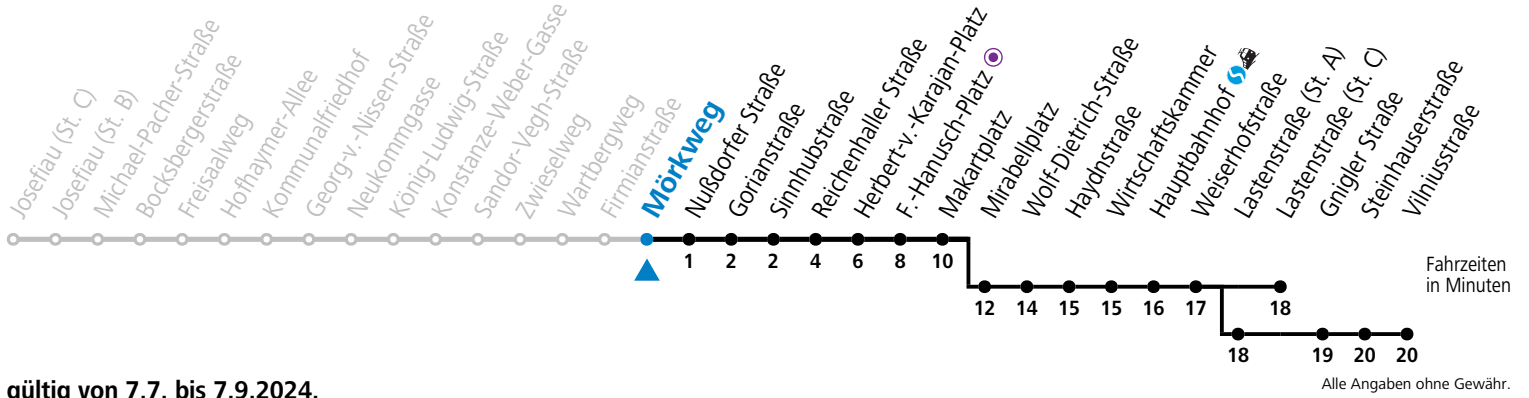 Josefiau (St. C)
Josefiau (St. B)
Michael-Pacher-Straße
Bocksbergerstraße
Freisaalweg
Hofhaymer-Allee
Kommunalfriedhof
Georg-v.-Nissen-Straße
Neukommgasse
König-Ludwig-Straße
Konstanze-Weber-Gasse
Sandor-Vegh-Straße
Zwieselweg
Wartbergweg
Firmianstraße
Mörkweg
Nußdorfer Straße
Gorianstraße
Sinnhubstraße
Reichenhaller Straße
Herbert-v.-Karajan-Platz
F.-Hanusch-Platz
Makartplatz
Mirabellplatz
Wolf-Dietrich-Straße
Haydnstraße
Wirtschaftskammer
Hauptbahnhof
Weiserhofstraße
Lastenstraße (St. A)
Lastenstraße (St. C)
Gnigler Straße
Steinhauserstraße
Vilniusstraße
1 2 2 4 6 8 10
Fahrzeiten
in Minuten
12 14 15 15 16 17 18
18 19 20 20
gültig von 7.7. bis 7.9.2024.
Alle Angaben ohne Gewähr.